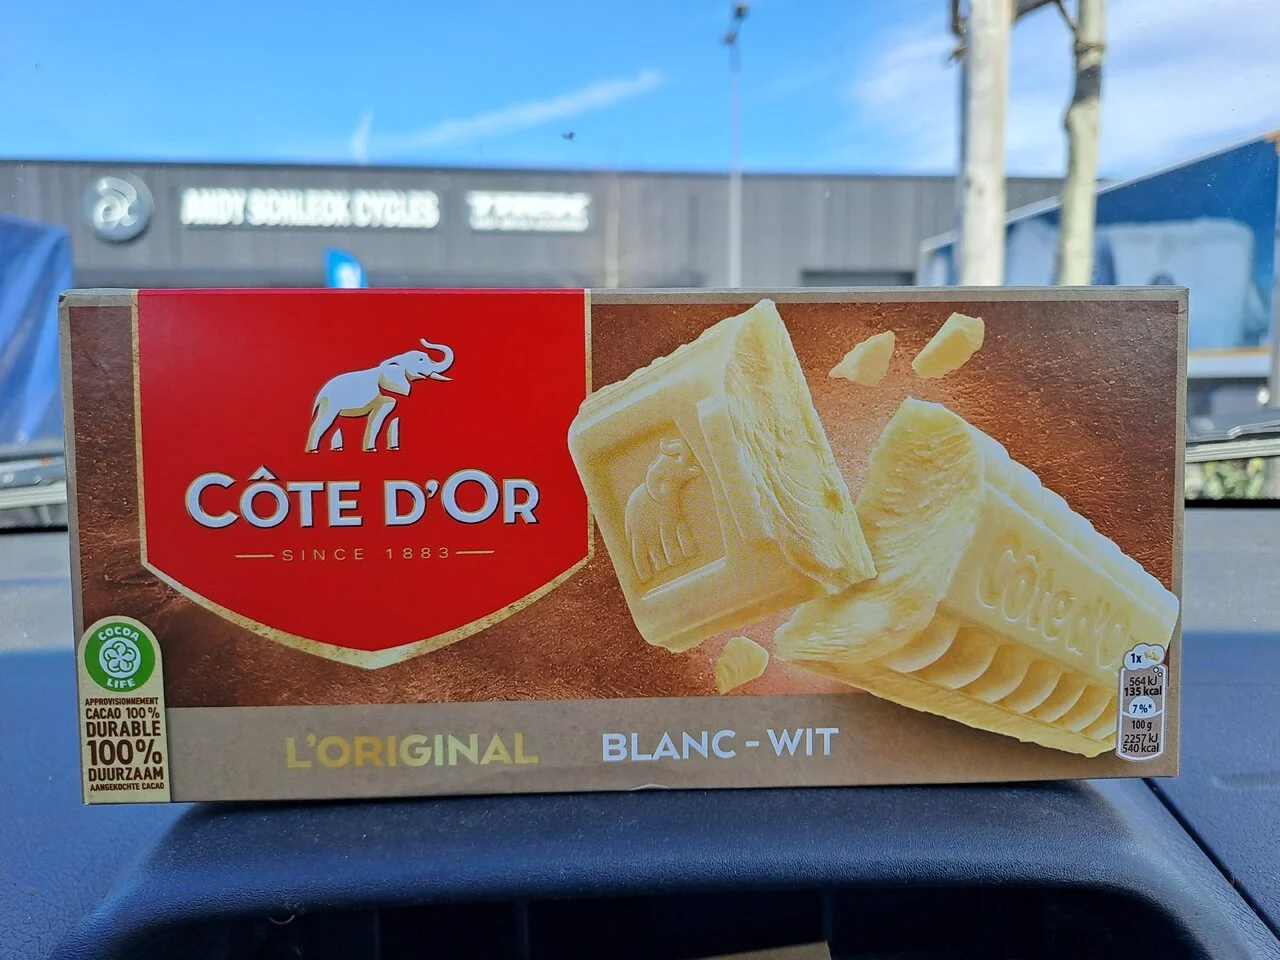 ANDY SCHLECK CYCLES
CÔTE D'OR
SINCE 1883
côte d'o
COCOA
LIFE
APPROVISIONNEMENT
CACAO 100%
DURABLE
100%
DUURZAAM
AANGEKOCHTE CACAO
L'ORIGINAL BLANC - WIT
1x
564 kJ
135 kcal
7%*
100 g
2257 kJ
540 kcal